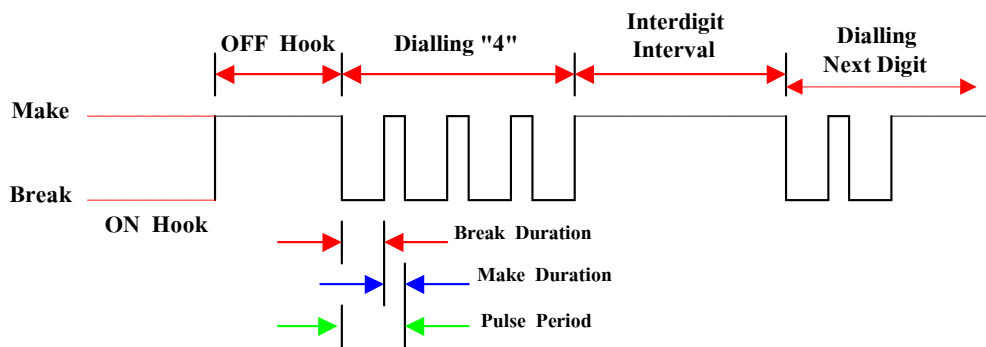 OFF Hook
Dialling "4"
Interdigit
Interval
Dialling
Next Digit
Make
Break
ON Hook
Break Duration
Make Duration
Pulse Period